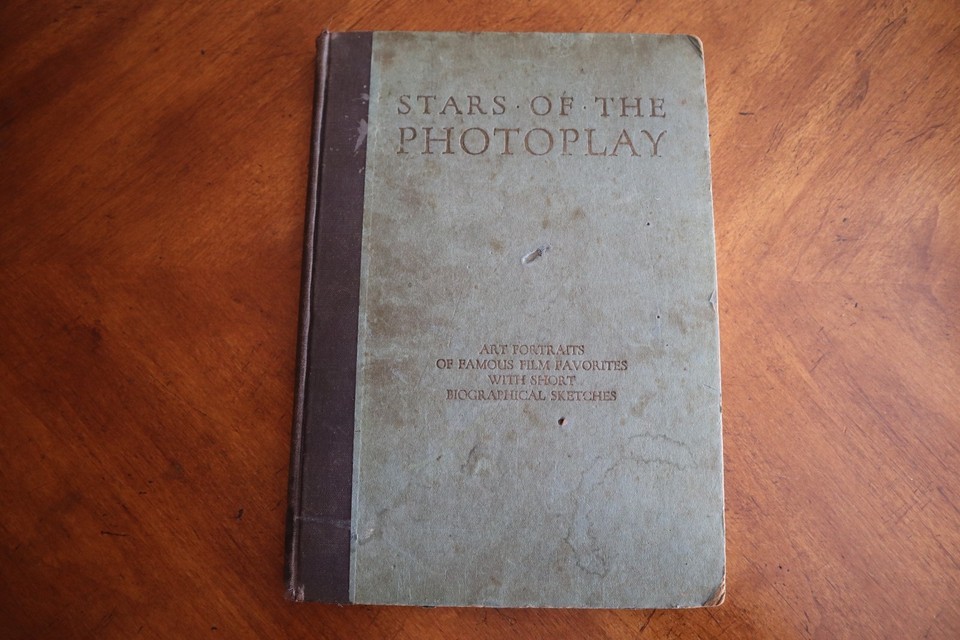 STARS · OF · THE
PHOTOPLAY
ART PORTRAITS
OF FAMOUS FILM FAVORITES
WITH SHORT
BIOGRAPHICAL SKETCHES